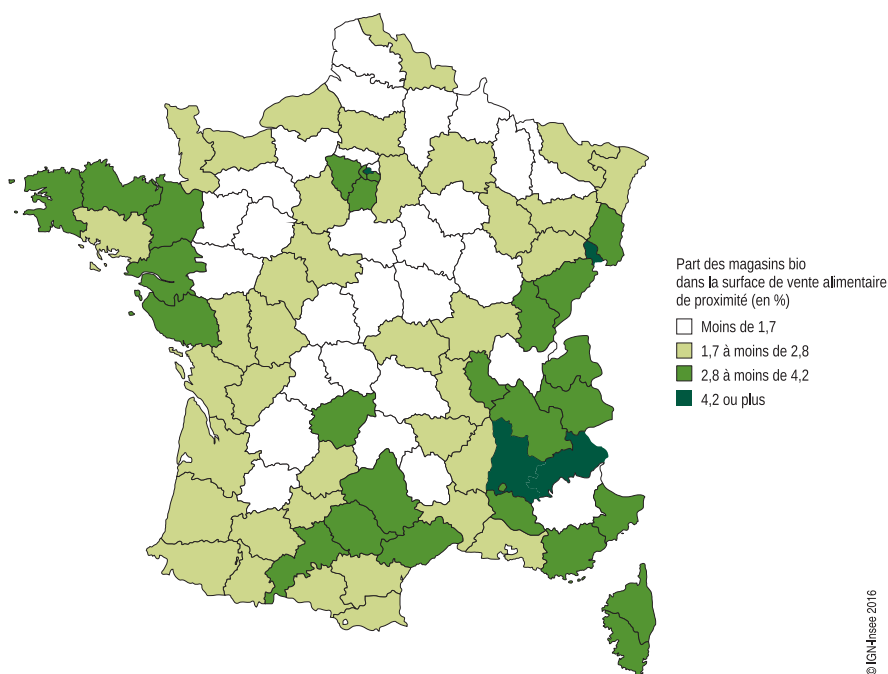 Part des magasins bio
dans la surface de vente alimentaire
de proximité (en %)
Moins de 1,7
1,7 à moins de 2,8
2,8 à moins de 4,2
4,2 ou plus
© IGN-Insee 2016